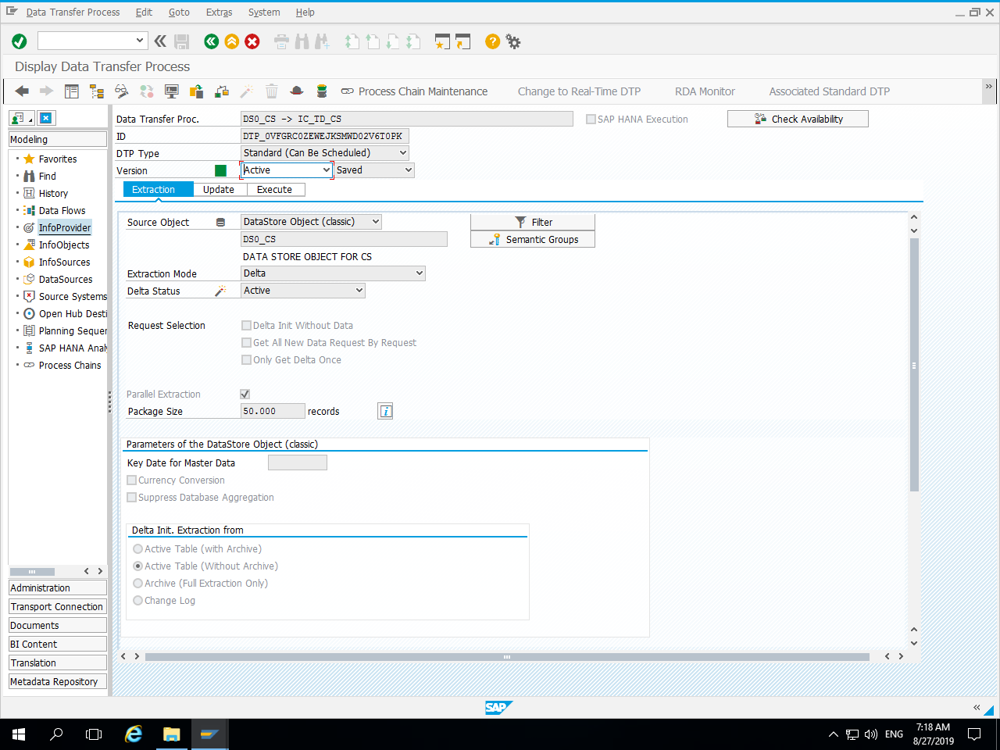 Data Transfer Process Edit Goto Extras System Help
Display Data Transfer Process
Process Chain Maintenance Change to Real-Time DTP RDA Monitor Associated Standard DTP
Modeling
Favorites
Find
History
Data Flows
InfoProvider
InfoObjects
InfoSources
DataSources
Source Systems
Open Hub Desti
Planning Sequer
SAP HANA Analy
Process Chains
Administration
Transport Connection
Documents
BI Content
Translation
Metadata Repository
Data Transfer Proc. DS0_CS -> IC_TD_CS SAP HANA Execution Check Availability
ID DTP_0VFGRC0ZEWEJKSMWD02V6T0PK
DTP Type Standard (Can Be Scheduled)
Version Active Saved
Extraction Update Execute
Source Object DataStore Object (classic) Filter
DS0_CS Semantic Groups
DATA STORE OBJECT FOR CS
Extraction Mode Delta
Delta Status Active
Request Selection Delta Init Without Data
Get All New Data Request By Request
Only Get Delta Once
Parallel Extraction
Package Size 50.000 records
Parameters of the DataStore Object (classic)
Key Date for Master Data
Currency Conversion
Suppress Database Aggregation
Delta Init. Extraction from
Active Table (with Archive)
Active Table (Without Archive)
Archive (Full Extraction Only)
Change Log
SAP
ENG 7:18 AM
8/27/2019